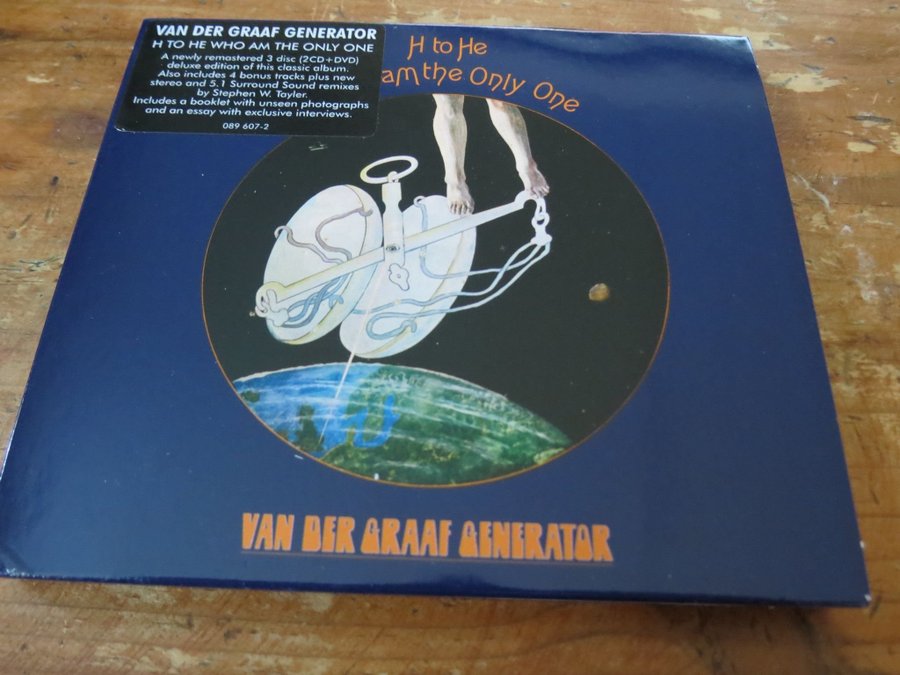 VAN DER GRAAF GENERATOR
H TO HE WHO AM THE ONLY ONE
A newly remastered 3 disc (2CD+DVD)
deluxe edition of this classic album.
Also includes 4 bonus tracks plus new
stereo and 5.1 Surround Sound remixes
by Stephen W. Tayler.
Includes a booklet with unseen photographs
and an essay with exclusive interviews.
089 607-2
H to He
am the Only One
VAN DER GRAAF GENERATOR